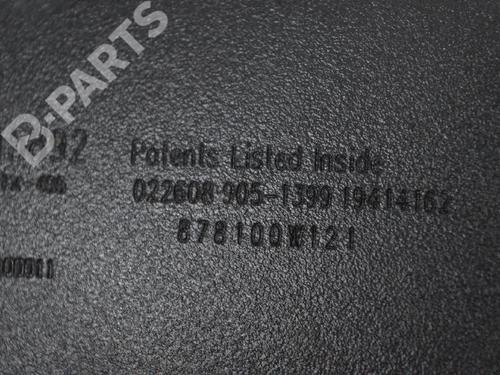 B-PARTS
Patents Listed Inside
022608 905-1399 19414162
878100W121